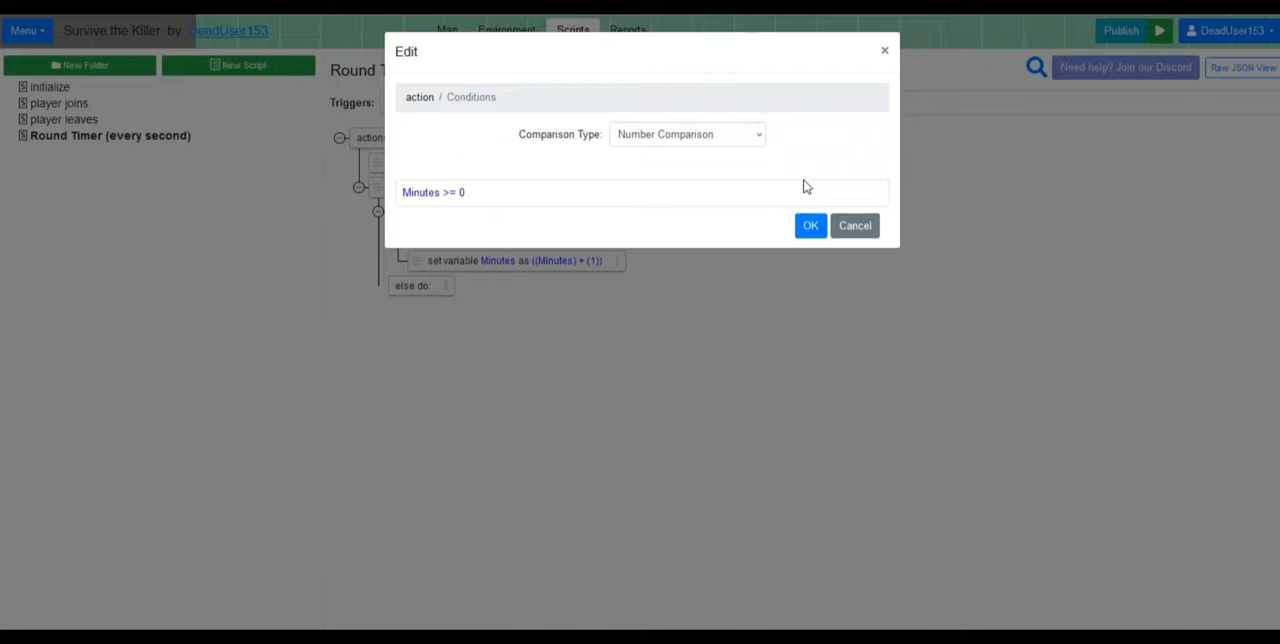 Menu
Survive the Killer by DeadUser153
Map
Environment
Scripts
Reports
Publish
DeadUser153
New Folder
New Script
initialize
player joins
player leaves
Round Timer (every second)
Round T
Triggers:
Need help? Join our Discord
Raw JSON View
action
Edit
×
action / Conditions
Comparison Type:
Number Comparison
Minutes >= 0
OK
Cancel
set variable Minutes as ((Minutes) + (1))
else do: